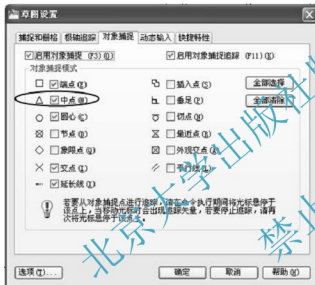 草图设置
捕捉和栅格 极轴追踪 对象捕捉 动态输入 快捷特性
启用对象捕捉 (F3)(O) 启用对象捕捉追踪 (F11)(K)
对象捕捉模式
端点(E) 插入点(S) 全部选择
中点(M) 垂足(P) 全部清除
圆心(C) 切点(N)
节点(D) 最近点(R)
象限点(Q) 外观交点(A)
交点(I) 平行线(L)
延长线(X)
若要从对象捕捉点进行追踪，请在命令执行期间将光标悬停于
该点上，当移动光标时会出现追踪矢量，若要停止追踪，请再
次将光标悬停于该点上。
选项(T)... 确定 取消 帮助(H)
北京大学出版社
禁止